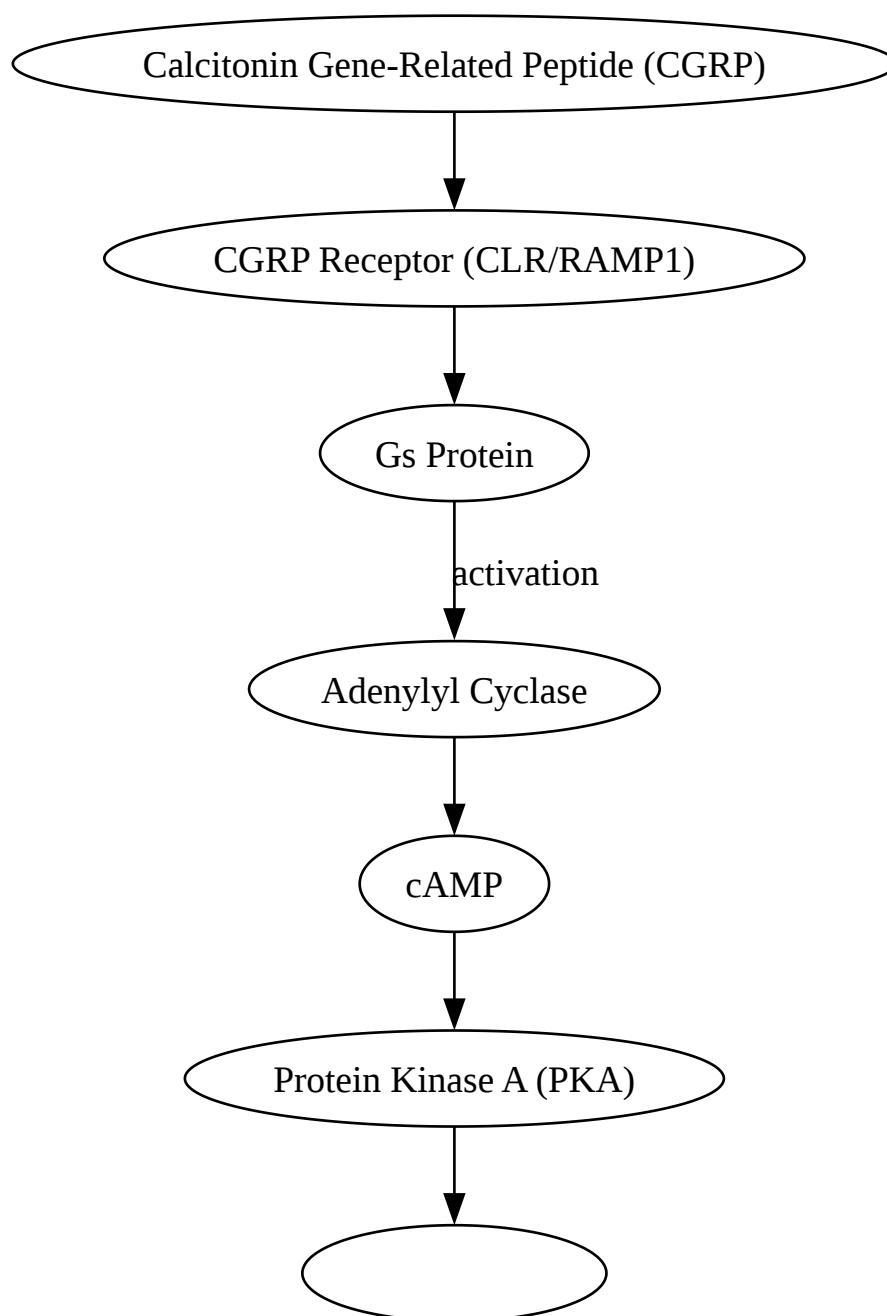 Calcitonin Gene-Related Peptide (CGRP)
CGRP Receptor (CLR/RAMP1)
Gs Protein
activation
Adenylyl Cyclase
cAMP
Protein Kinase A (PKA)